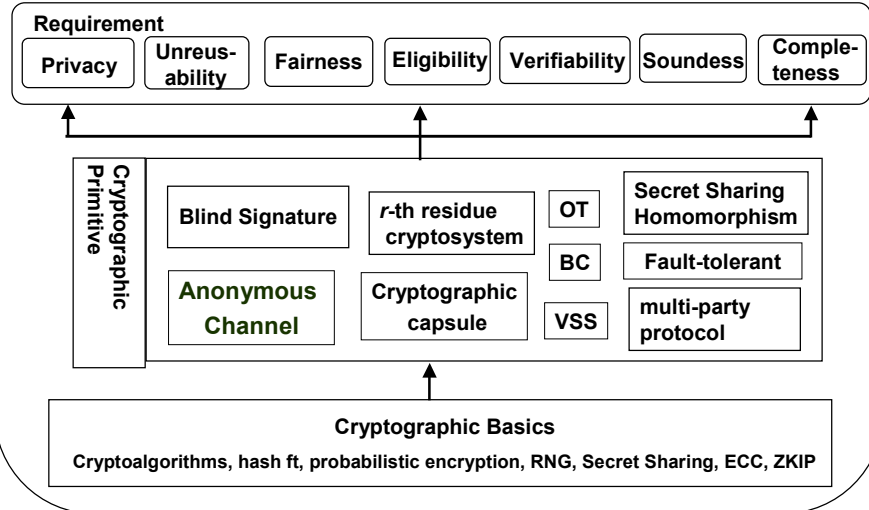 Requirement
Privacy
Unreus-
ability
Fairness
Eligibility
Verifiability
Soundess
Comple-
teness
Cryptographic
Primitive
Blind Signature
r-th residue
cryptosystem
OT
Secret Sharing
Homomorphism
BC
Fault-tolerant
Anonymous
Channel
Cryptographic
capsule
VSS
multi-party
protocol
Cryptographic Basics
Cryptoalgorithms, hash ft, probabilistic encryption, RNG, Secret Sharing, ECC, ZKIP